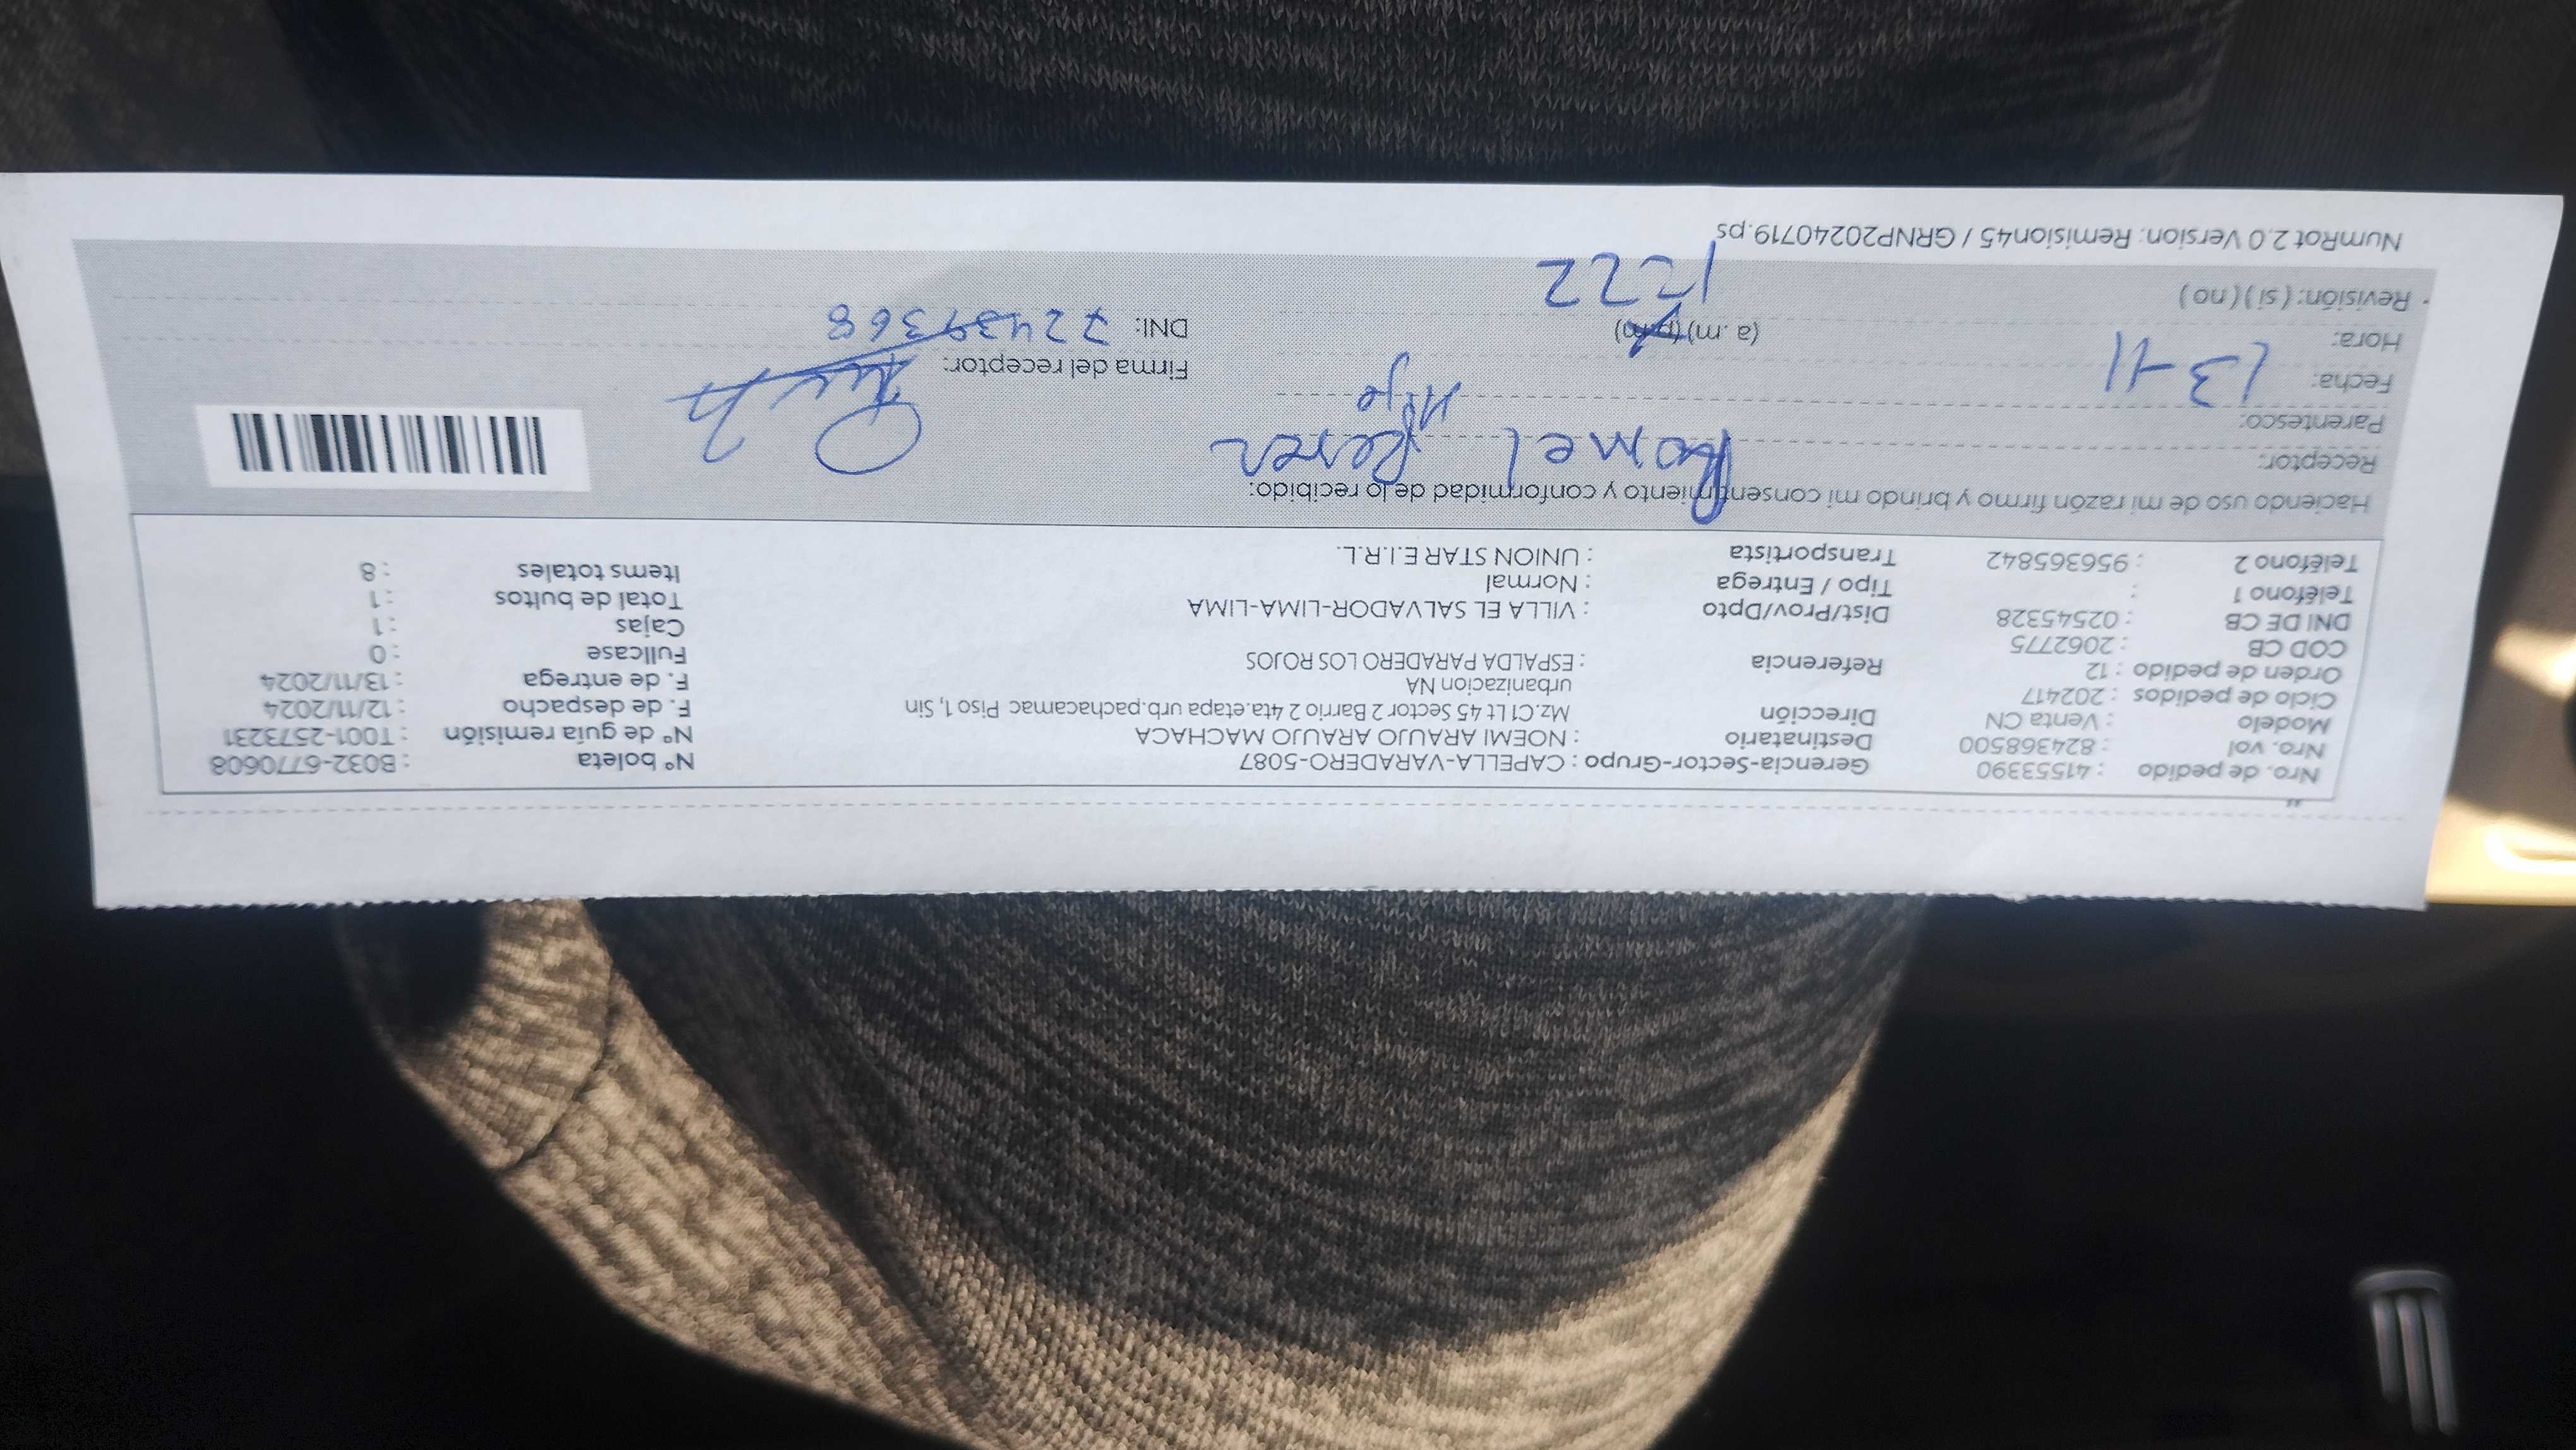 Nro. de pedido : 41553390 Gerencia-Sector-Grupo : CAPELLA-VARADERO-5087 N° boleta : B032-6770608
Nro. vol : 824368500 Destinatario : NOEMI ARAUJO ARAUJO MACHACA N° de guía remisión : T001-2573231
Modelo : Venta CN Dirección Mz.C1 Lt 45 Sector 2 Barrio 2 4ta.etapa urb.pachacamac Piso 1, Sin F. de despacho : 12/11/2024
Ciclo de pedidos : 202417 urbanizacion NA F. de entrega : 13/11/2024
Orden de pedido : 12 Referencia : ESPALDA PARADERO LOS ROJOS Fullcase : 0
COD CB : 2062775 Cajas : 1
DNI DE CB : 02545328 Dist/Prov/Dpto : VILLA EL SALVADOR-LIMA-LIMA Total de bultos : 1
Teléfono 1 : Tipo / Entrega : Normal Items totales : 8
Teléfono 2 : 956365842 Transportista : UNION STAR E.I.R.L.
Haciendo uso de mi razón firmo y brindo mi consentimiento y conformidad de lo recibido:
Receptor: Romel
Parentesco: Hijo
Fecha: 13-11 Firma del receptor:
Hora: (a .m) (p.m) DNI: 72439368
Revisión: ( si ) ( no ) 1:22
NumRot 2.0 Version: Remision45 / GRNP20240719.ps